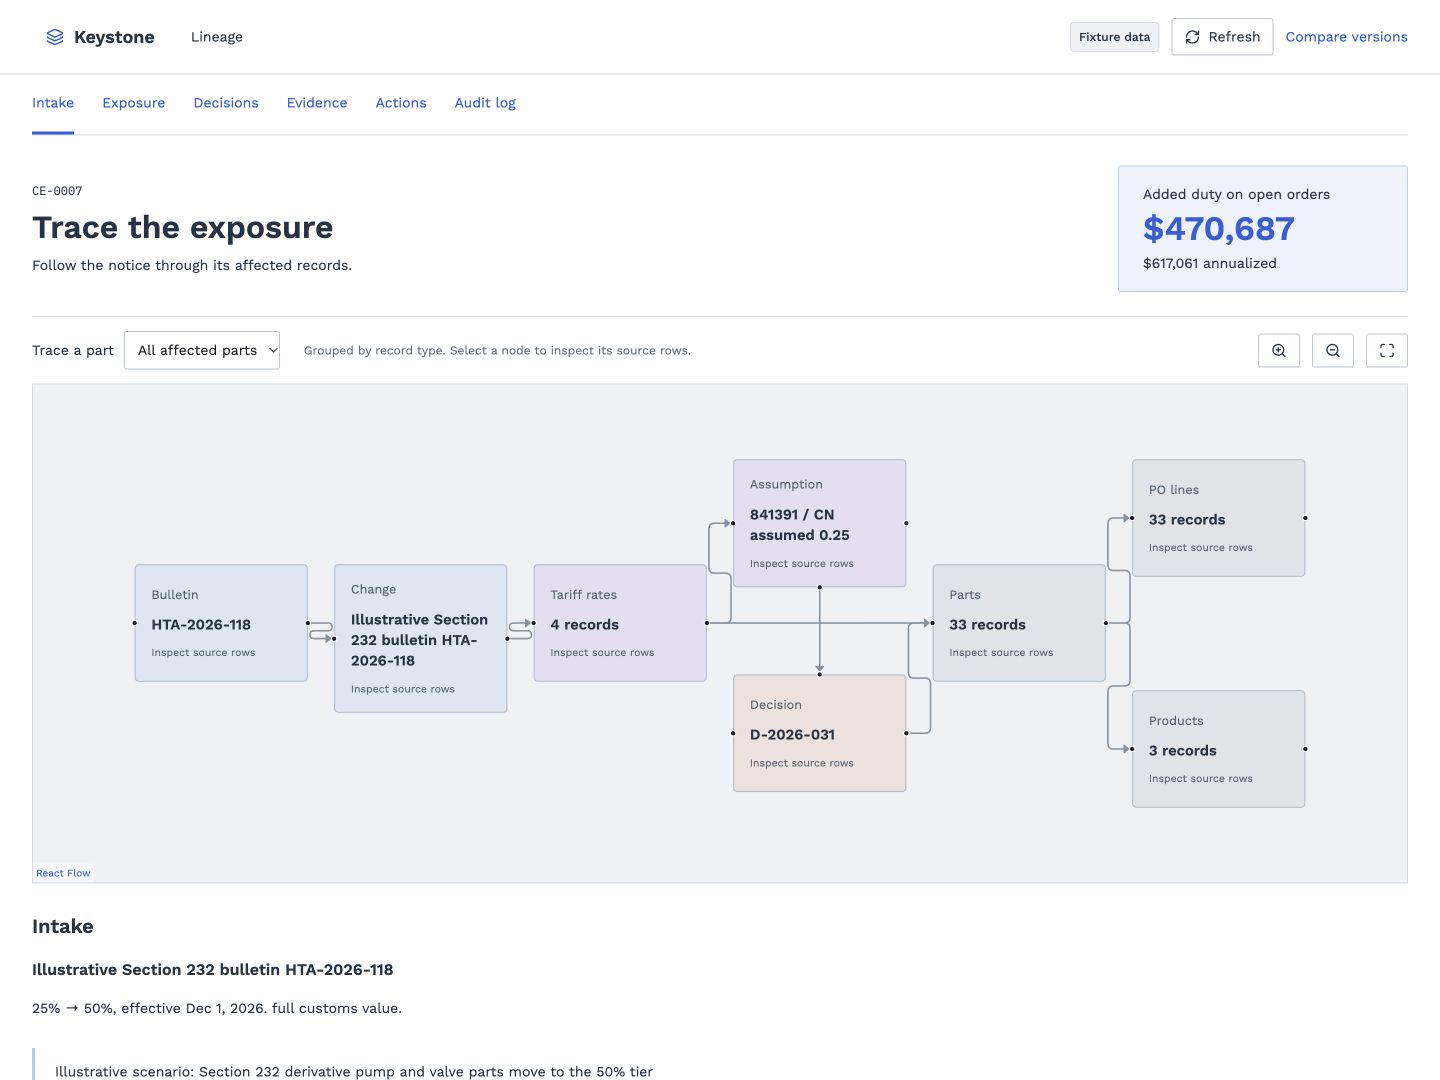 Keystone
Lineage
Fixture data
Refresh
Compare versions
Intake
Exposure
Decisions
Evidence
Actions
Audit log
CE-0007
Trace the exposure
Follow the notice through its affected records.
Added duty on open orders
$470,687
$617,061 annualized
Trace a part
All affected parts
Grouped by record type. Select a node to inspect its source rows.
Bulletin
HTA-2026-118
Inspect source rows
Change
Illustrative Section
232 bulletin HTA-
2026-118
Inspect source rows
Tariff rates
4 records
Inspect source rows
Assumption
841391 / CN
assumed 0.25
Inspect source rows
Decision
D-2026-031
Inspect source rows
Parts
33 records
Inspect source rows
PO lines
33 records
Inspect source rows
Products
3 records
Inspect source rows
React Flow
Intake
Illustrative Section 232 bulletin HTA-2026-118
25% → 50%, effective Dec 1, 2026. full customs value.
Illustrative scenario: Section 232 derivative pump and valve parts move to the 50% tier